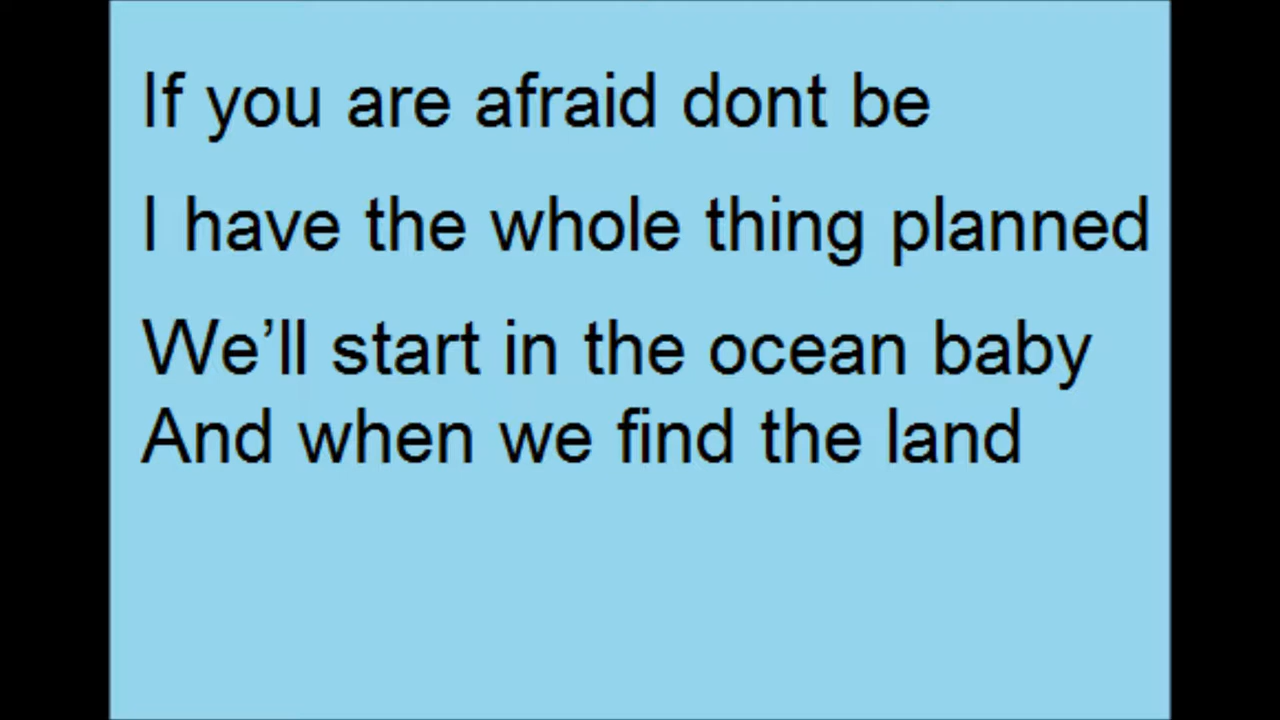 If you are afraid dont be
I have the whole thing planned
We’ll start in the ocean baby
And when we find the land